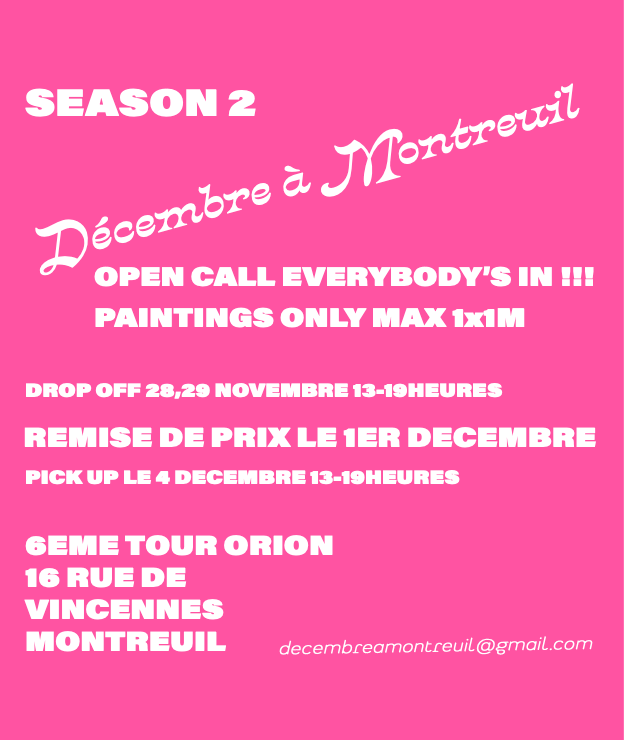 SEASON 2
Décembre à Montreuil
OPEN CALL EVERYBODY'S IN !!!
PAINTINGS ONLY MAX 1x1M
DROP OFF 28,29 NOVEMBRE 13-19HEURES
REMISE DE PRIX LE 1ER DECEMBRE
PICK UP LE 4 DECEMBRE 13-19HEURES
6EME TOUR ORION
16 RUE DE
VINCENNES
MONTREUIL
decembreamontreuil@gmail.com